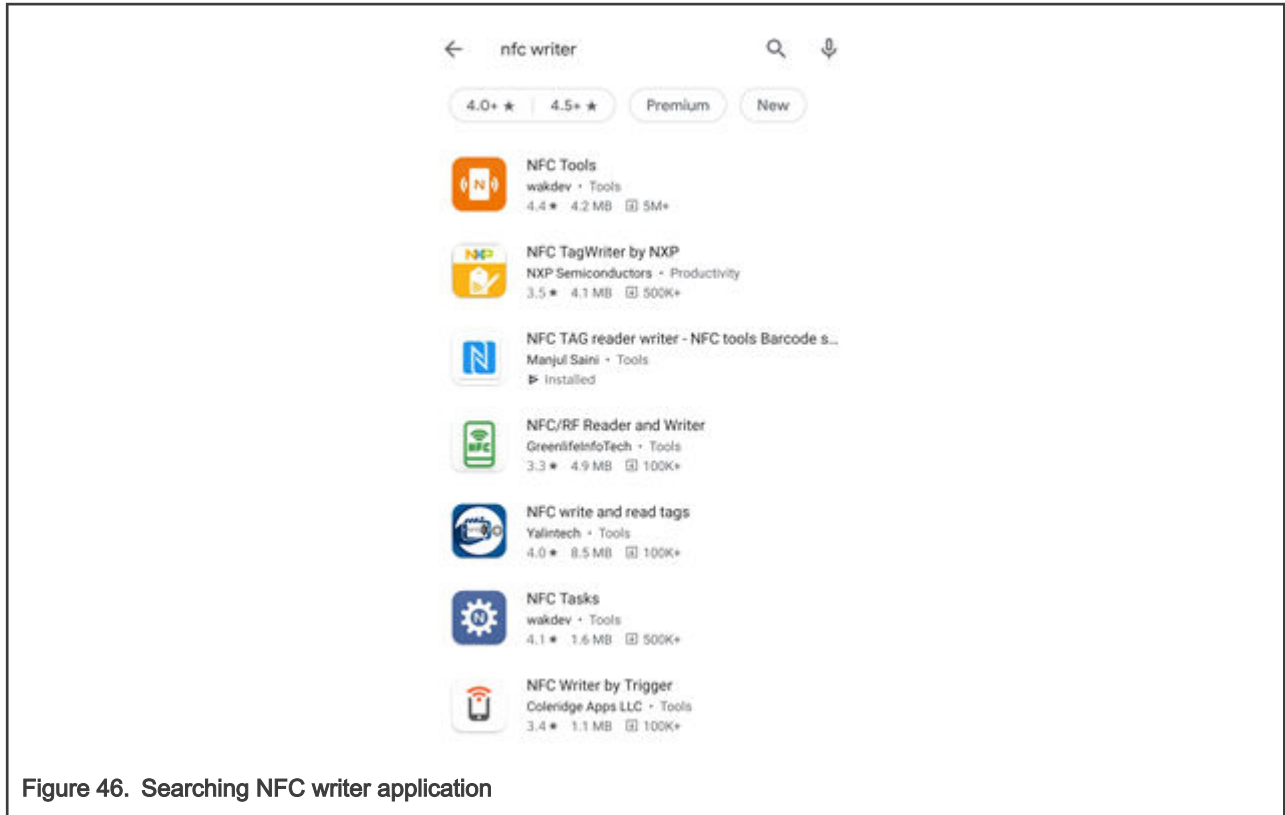 nfc writer
4.0+ ★ 4.5+ ★ Premium New
NFC Tools
wakdev • Tools
4.4 ★ 4.2 MB 5M+
NXP
NFC TagWriter by NXP
NXP Semiconductors • Productivity
3.5 ★ 4.1 MB 500K+
NFC TAG reader writer - NFC tools Barcode s...
Manjul Saini • Tools
Installed
NFC
NFC/RF Reader and Writer
GreenlifeInfoTech • Tools
3.3 ★ 4.9 MB 100K+
NFC write and read tags
Yalintech • Tools
4.0 ★ 8.5 MB 100K+
N
NFC Tasks
wakdev • Tools
4.1 ★ 1.6 MB 500K+
NFC Writer by Trigger
Coleridge Apps LLC • Tools
3.4 ★ 1.1 MB 100K+
Figure 46. Searching NFC writer application